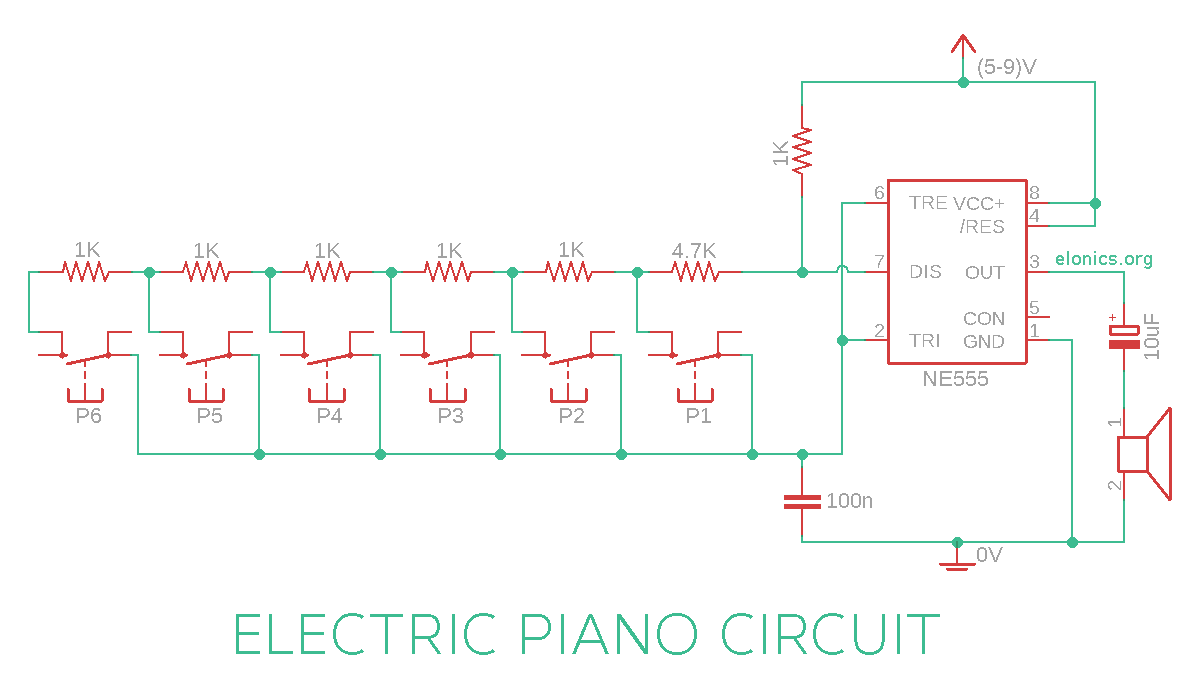 (5-9)V
1K
6
TRE
VCC+
8
/RES
4
1K
1K
1K
1K
1K
4.7K
7
DIS
OUT
3
elonics.org
CON
5
2
TRI
GND
1
NE555
+
10uF
P6
P5
P4
P3
P2
P1
1
2
100n
0V
ELECTRIC PIANO CIRCUIT